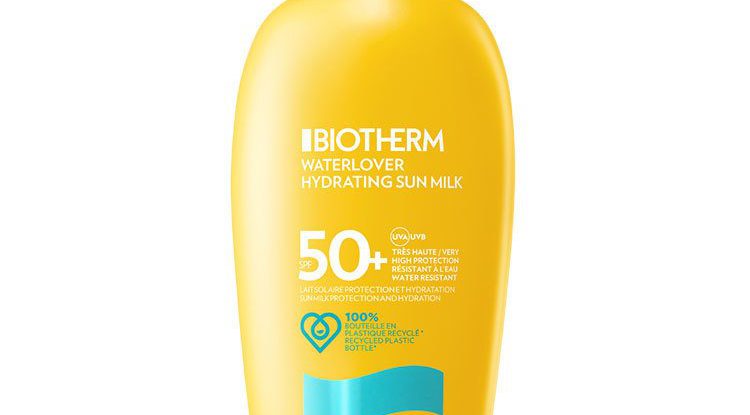 BIOTHERM
WATERLOVER
HYDRATING SUN MILK
SPF 50+
UVA UVB
TRÈS HAUTE / VERY
HIGH PROTECTION
RÉSISTANT À L'EAU
WATER RESISTANT
LAIT SOLAIRE PROTECTION ET HYDRATATION
SUN MILK PROTECTION AND HYDRATION
100%
BOUTEILLE EN
PLASTIQUE RECYCLÉ*
RECYCLED PLASTIC
BOTTLE*